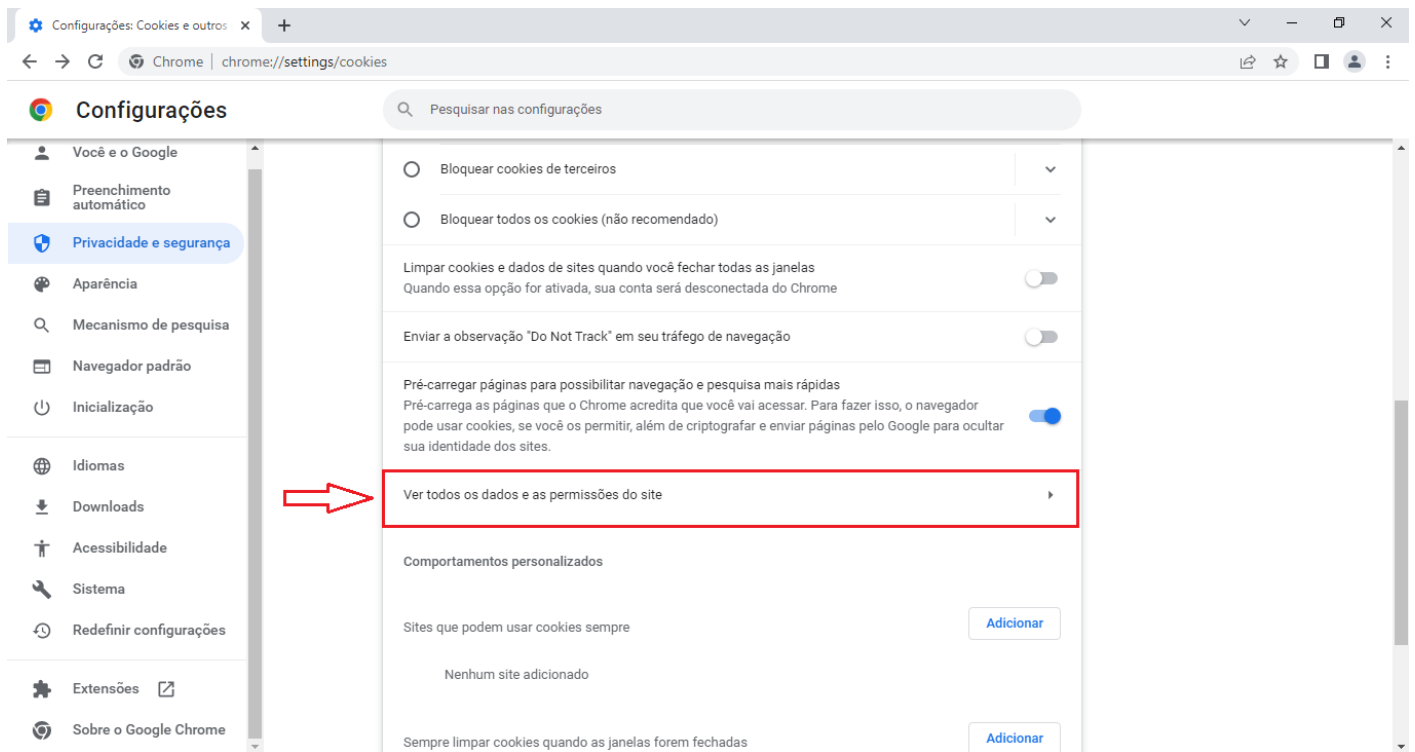 Configurações: Cookies e outros
Chrome | chrome://settings/cookies
Configurações
Pesquisar nas configurações
Você e o Google
Preenchimento
automático
Privacidade e segurança
Aparência
Mecanismo de pesquisa
Navegador padrão
Inicialização
Idiomas
Downloads
Acessibilidade
Sistema
Redefinir configurações
Extensões
Sobre o Google Chrome
Bloquear cookies de terceiros
Bloquear todos os cookies (não recomendado)
Limpar cookies e dados de sites quando você fechar todas as janelas
Quando essa opção for ativada, sua conta será desconectada do Chrome
Enviar a observação "Do Not Track" em seu tráfego de navegação
Pré-carregar páginas para possibilitar navegação e pesquisa mais rápidas
Pré-carrega as páginas que o Chrome acredita que você vai acessar. Para fazer isso, o navegador
pode usar cookies, se você os permitir, além de criptografar e enviar páginas pelo Google para ocultar
sua identidade dos sites.
Ver todos os dados e as permissões do site
Comportamentos personalizados
Sites que podem usar cookies sempre
Adicionar
Nenhum site adicionado
Sempre limpar cookies quando as janelas forem fechadas
Adicionar